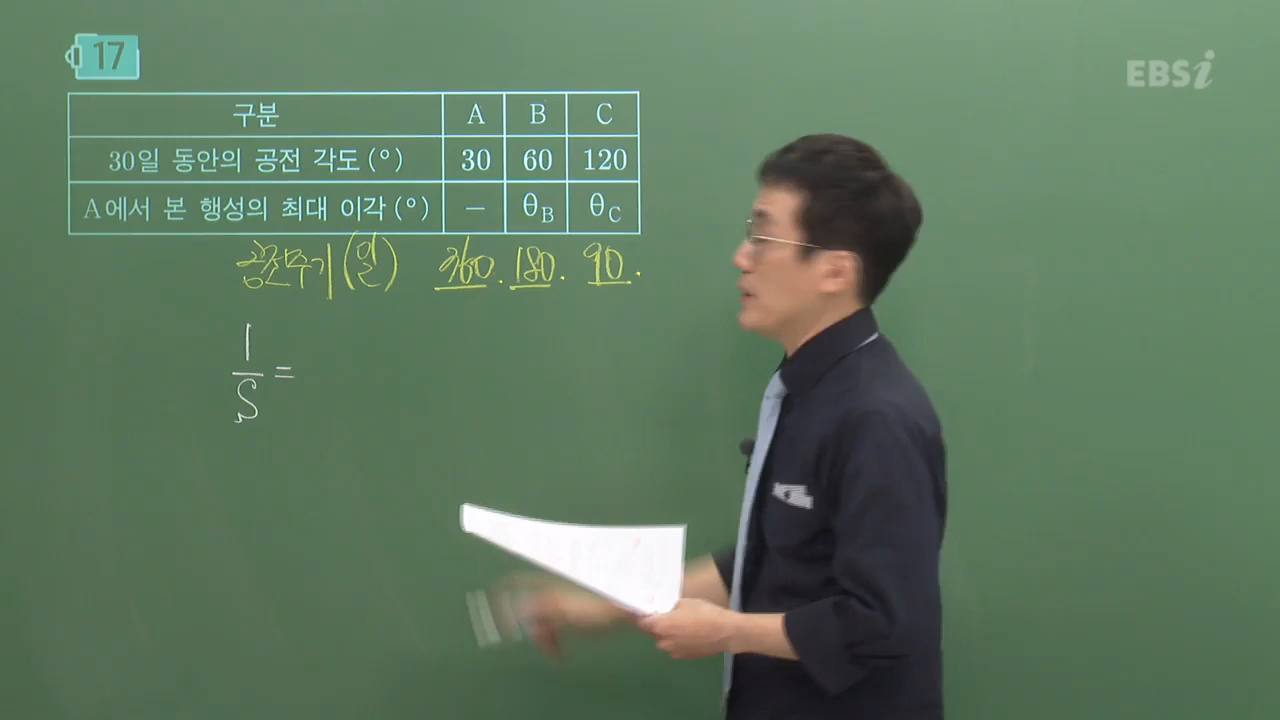 17
EBSi
구분 A B C
30일 동안의 공전 각도(°) 30 60 120
A에서 본 행성의 최대 이각(°) - θB θC
공전주기(일) 360. 180. 90.
1/S =